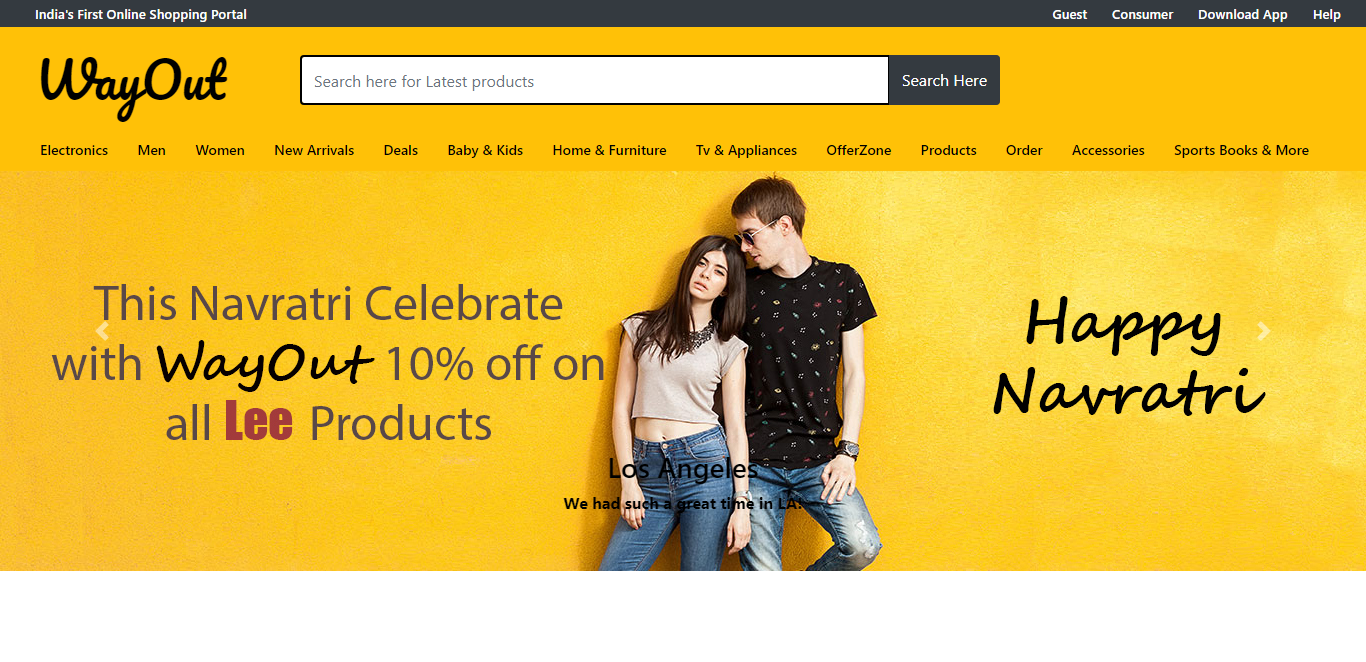 India's First Online Shopping Portal
Guest Consumer Download App Help
WayOut
Search here for Latest products
Search Here
Electronics Men Women New Arrivals Deals Baby & Kids Home & Furniture Tv & Appliances OfferZone Products Order Accessories Sports Books & More
This Navratri Celebrate
with WayOut 10% off on
all Lee Products
Happy
Navratri
Los Angeles
We had such a great time in LA!